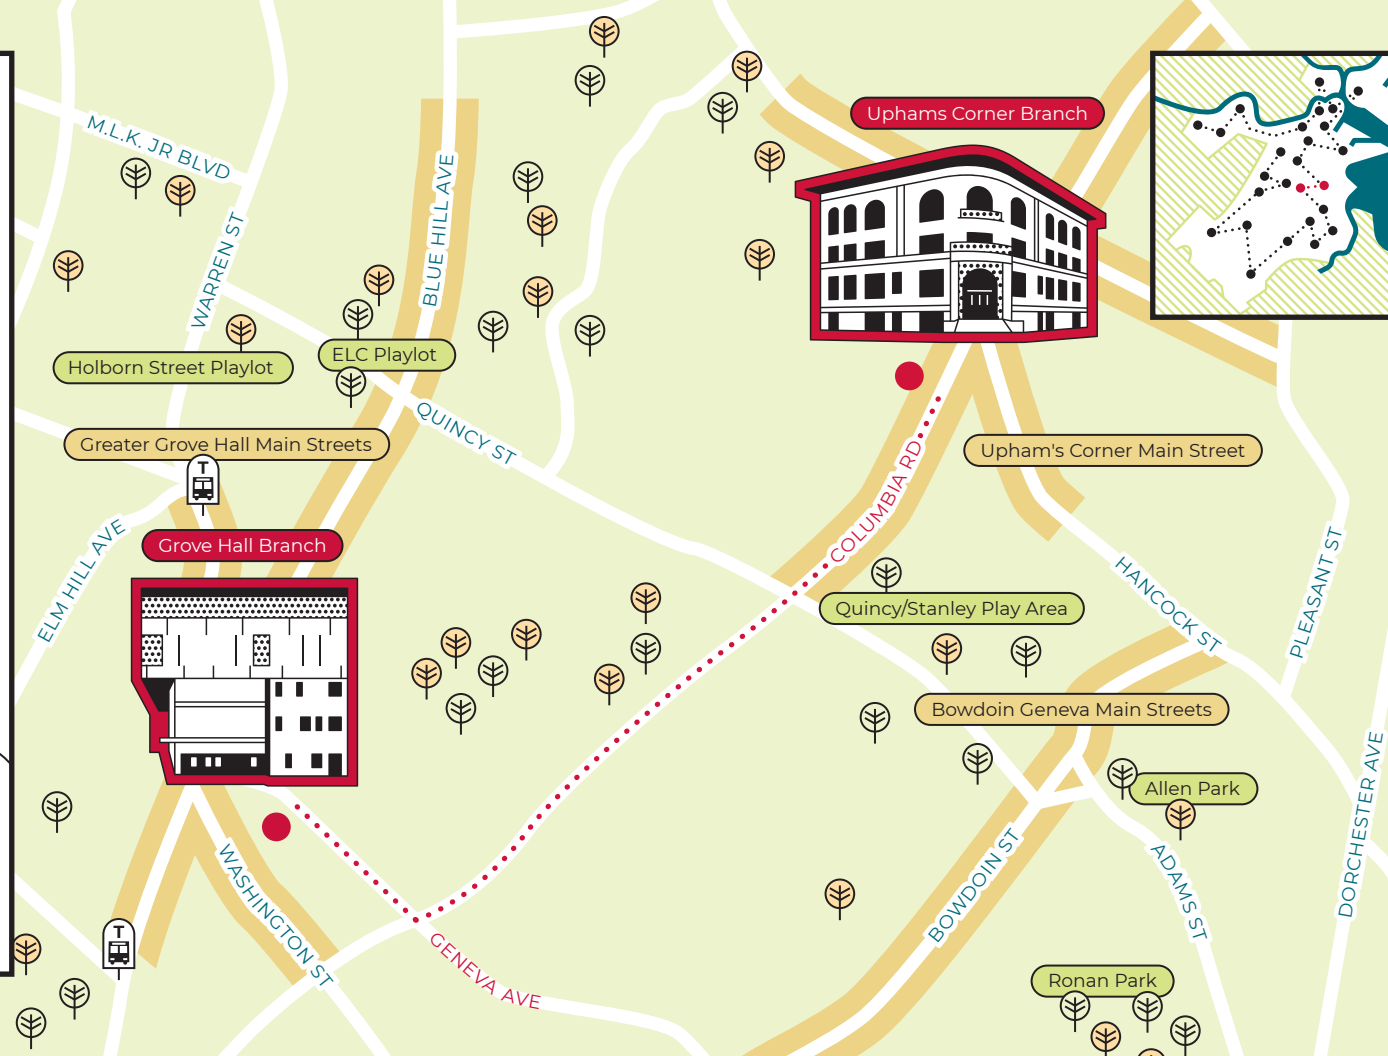 Uphams Corner Branch
M.L.K. JR BLVD
WARREN ST
BLUE HILL AVE
Holborn Street Playlot
ELC Playlot
QUINCY ST
Greater Grove Hall Main Streets
T
Upham's Corner Main Street
COLUMBIA RD
Grove Hall Branch
ELM HILL AVE
HANCOCK ST
PLEASANT ST
Quincy/Stanley Play Area
Bowdoin Geneva Main Streets
Allen Park
DORCHESTER AVE
WASHINGTON ST
BOWDOIN ST
ADAMS ST
T
GENEVA AVE
Ronan Park